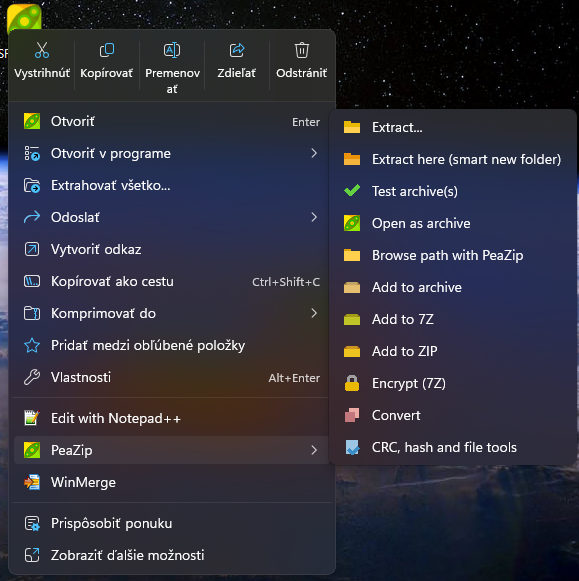 SF
Vystrihnúť
Kopírovať
Premenov
ať
Zdieľať
Odstrániť
Otvoriť Enter
Otvoriť v programe
Extrahovať všetko...
Odoslať
Vytvoriť odkaz
Kopírovať ako cestu Ctrl+Shift+C
Komprimovať do
Pridať medzi obľúbené položky
Vlastnosti Alt+Enter
Edit with Notepad++
PeaZip
WinMerge
Prispôsobiť ponuku
Zobraziť ďalšie možnosti
Extract...
Extract here (smart new folder)
Test archive(s)
Open as archive
Browse path with PeaZip
Add to archive
Add to 7Z
Add to ZIP
Encrypt (7Z)
Convert
CRC, hash and file tools